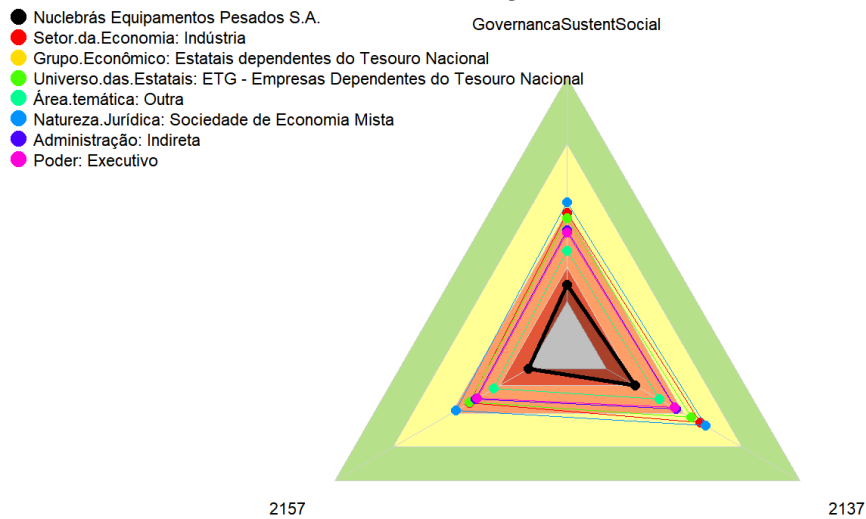 GovernancaSustentSocial
Nuclebrás Equipamentos Pesados S.A.
Setor.da.Economia: Indústria
Grupo.Econômico: Estatais dependentes do Tesouro Nacional
Universo.das.Estatais: ETG - Empresas Dependentes do Tesouro Nacional
Área.temática: Outra
Natureza.Jurídica: Sociedade de Economia Mista
Administração: Indireta
Poder: Executivo
2157
2137